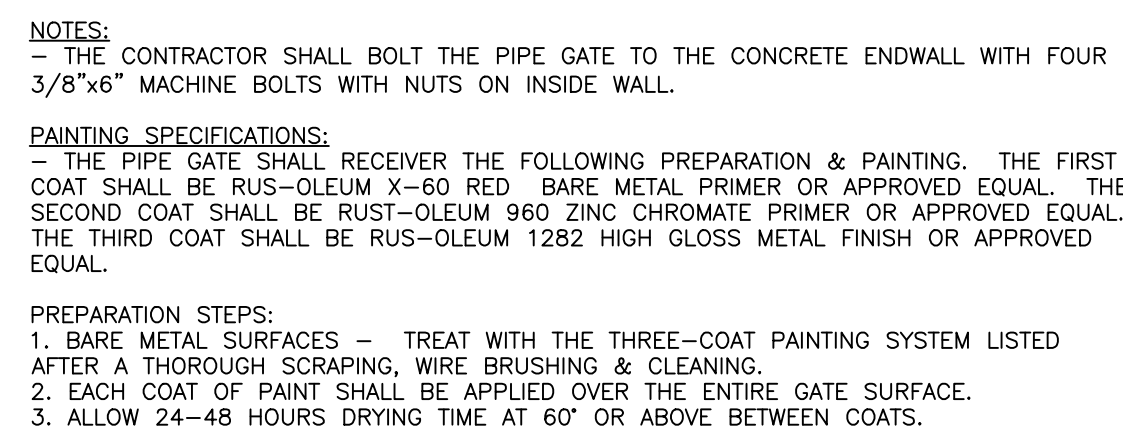 NOTES:
– THE CONTRACTOR SHALL BOLT THE PIPE GATE TO THE CONCRETE ENDWALL WITH FOUR
3/8"x6" MACHINE BOLTS WITH NUTS ON INSIDE WALL.
PAINTING SPECIFICATIONS:
– THE PIPE GATE SHALL RECEIVER THE FOLLOWING PREPARATION & PAINTING. THE FIRST
COAT SHALL BE RUS–OLEUM X–60 RED BARE METAL PRIMER OR APPROVED EQUAL. THE
SECOND COAT SHALL BE RUST–OLEUM 960 ZINC CHROMATE PRIMER OR APPROVED EQUAL.
THE THIRD COAT SHALL BE RUS–OLEUM 1282 HIGH GLOSS METAL FINISH OR APPROVED
EQUAL.
PREPARATION STEPS:
1. BARE METAL SURFACES – TREAT WITH THE THREE–COAT PAINTING SYSTEM LISTED
AFTER A THOROUGH SCRAPING, WIRE BRUSHING & CLEANING.
2. EACH COAT OF PAINT SHALL BE APPLIED OVER THE ENTIRE GATE SURFACE.
3. ALLOW 24–48 HOURS DRYING TIME AT 60° OR ABOVE BETWEEN COATS.